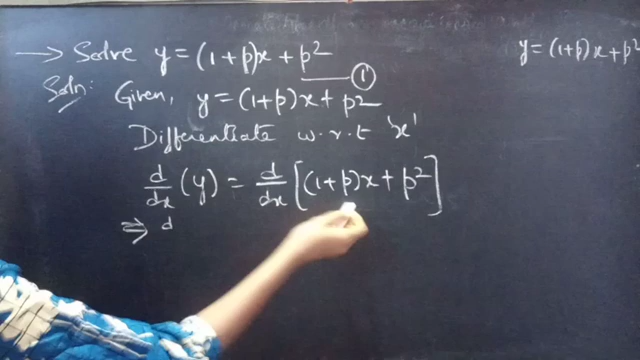 → Solve y = (1+p)x + p²
y = (1+p)x + p²
①
Soln: Given, y = (1+p)x + p²
Differentiate w.r.t 'x'
d/dx (y) = d/dx [(1+p)x + p²]
⇒ d